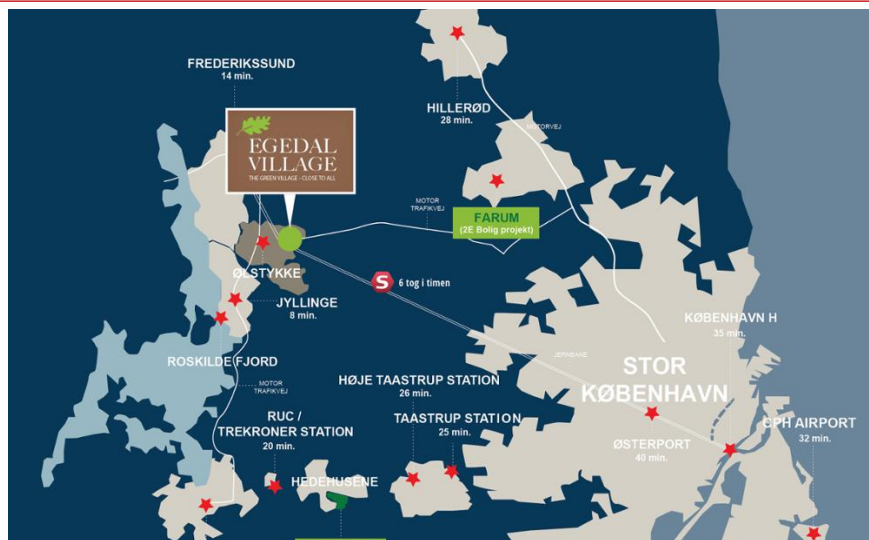 FREDERIKSSUND
14 min.
EGEDAL
VILLAGE
THE GREEN VILLAGE - CLOSE TO ALL
HILLERØD
28 min.
MOTORVEJ
MOTOR
TRAFIKVEJ
FARUM
(2E Bolig projekt)
ØLSTYKKE
S
6 tog i timen
JYLLINGE
8 min.
KØBENHAVN H
35 min.
ROSKILDE FJORD
JERNBANE
STOR
KØBENHAVN
MOTOR
TRAFIKVEJ
HØJE TAASTRUP STATION
26 min.
RUC /
TREKRONER STATION
20 min.
TAASTRUP STATION
25 min.
ØSTERPORT
40 min.
CPH AIRPORT
32 min.
HEDEHUSENE